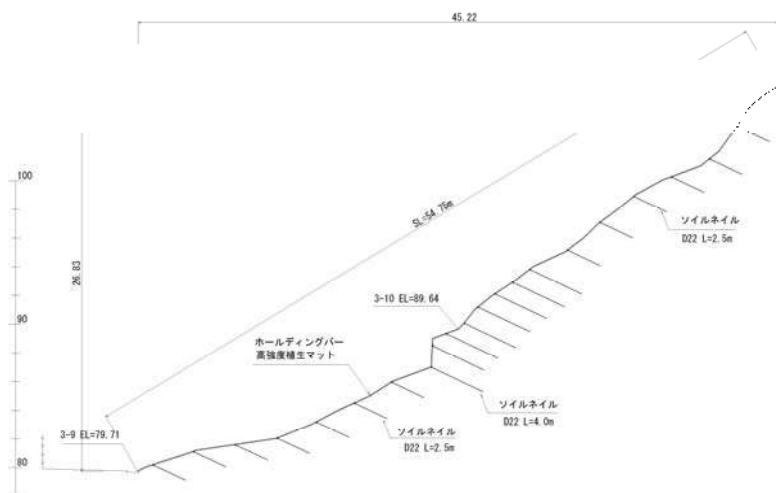 45.22
100
SL=54.75m
ソイルネイル
D22 L=2.5m
26.83
3-10 EL=89.64
90
ホールディングバー
高強度植生マット
ソイルネイル
D22 L=4.0m
3-9 EL=79.71
ソイルネイル
D22 L=2.5m
80